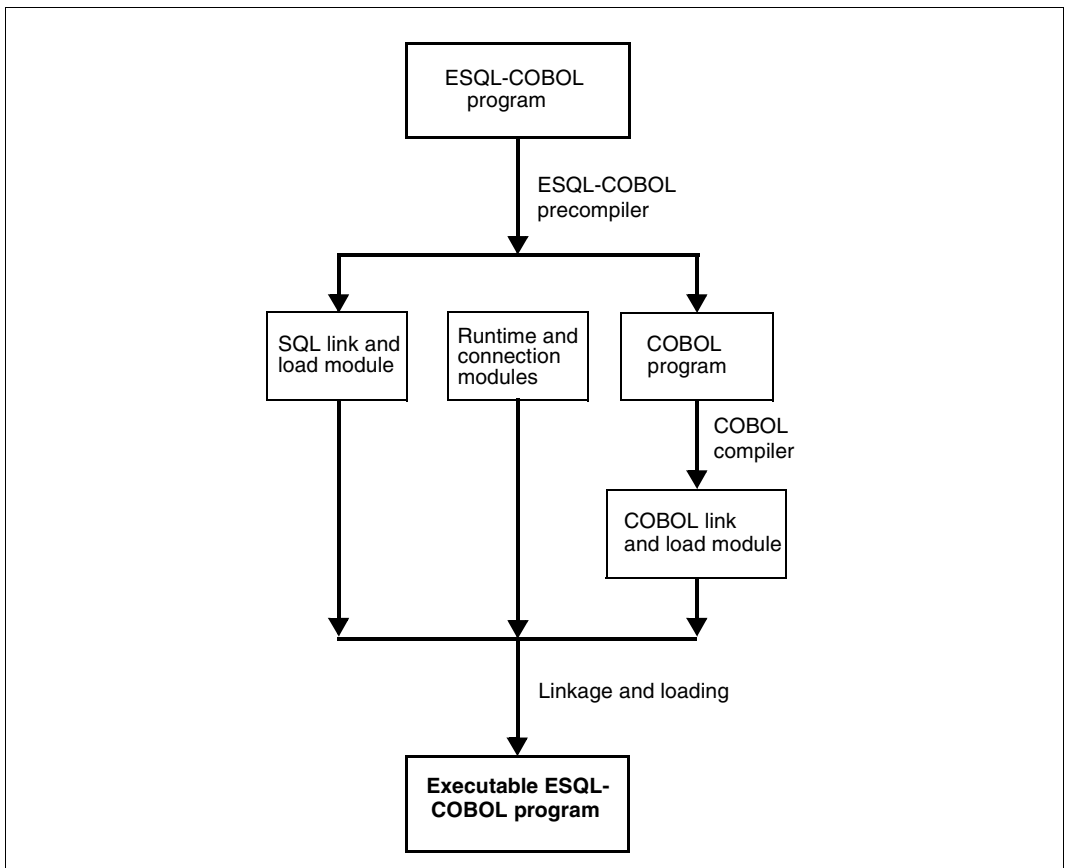 ESQL-COBOL
program
ESQL-COBOL
precompiler
SQL link and
load module
Runtime and
connection
modules
COBOL
program
COBOL
compiler
COBOL link
and load module
Linkage and loading
Executable ESQL-
COBOL program